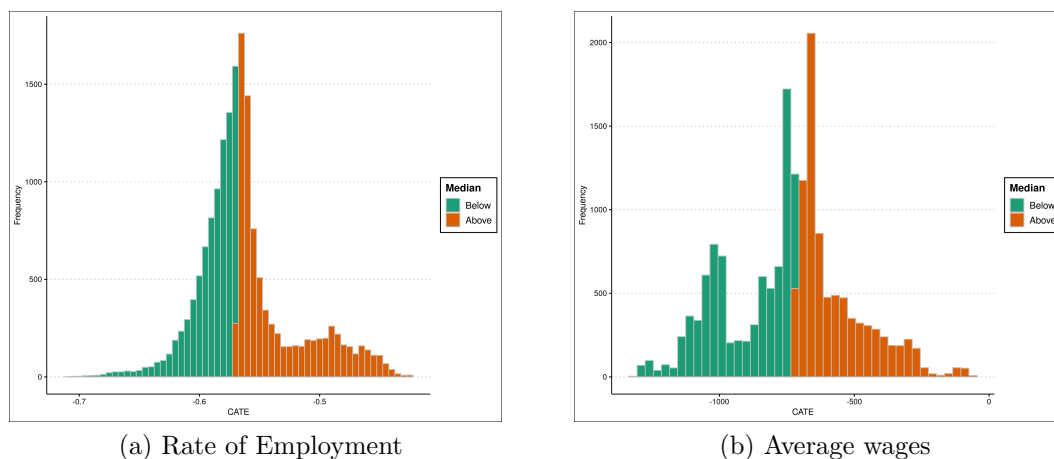 1500
1000
500
0
Frequency
-0.7
-0.6
-0.5
CATE
Median
Below
Above
(a) Rate of Employment
2000
1500
1000
500
0
Frequency
-1000
-500
0
CATE
Median
Below
Above
(b) Average wages